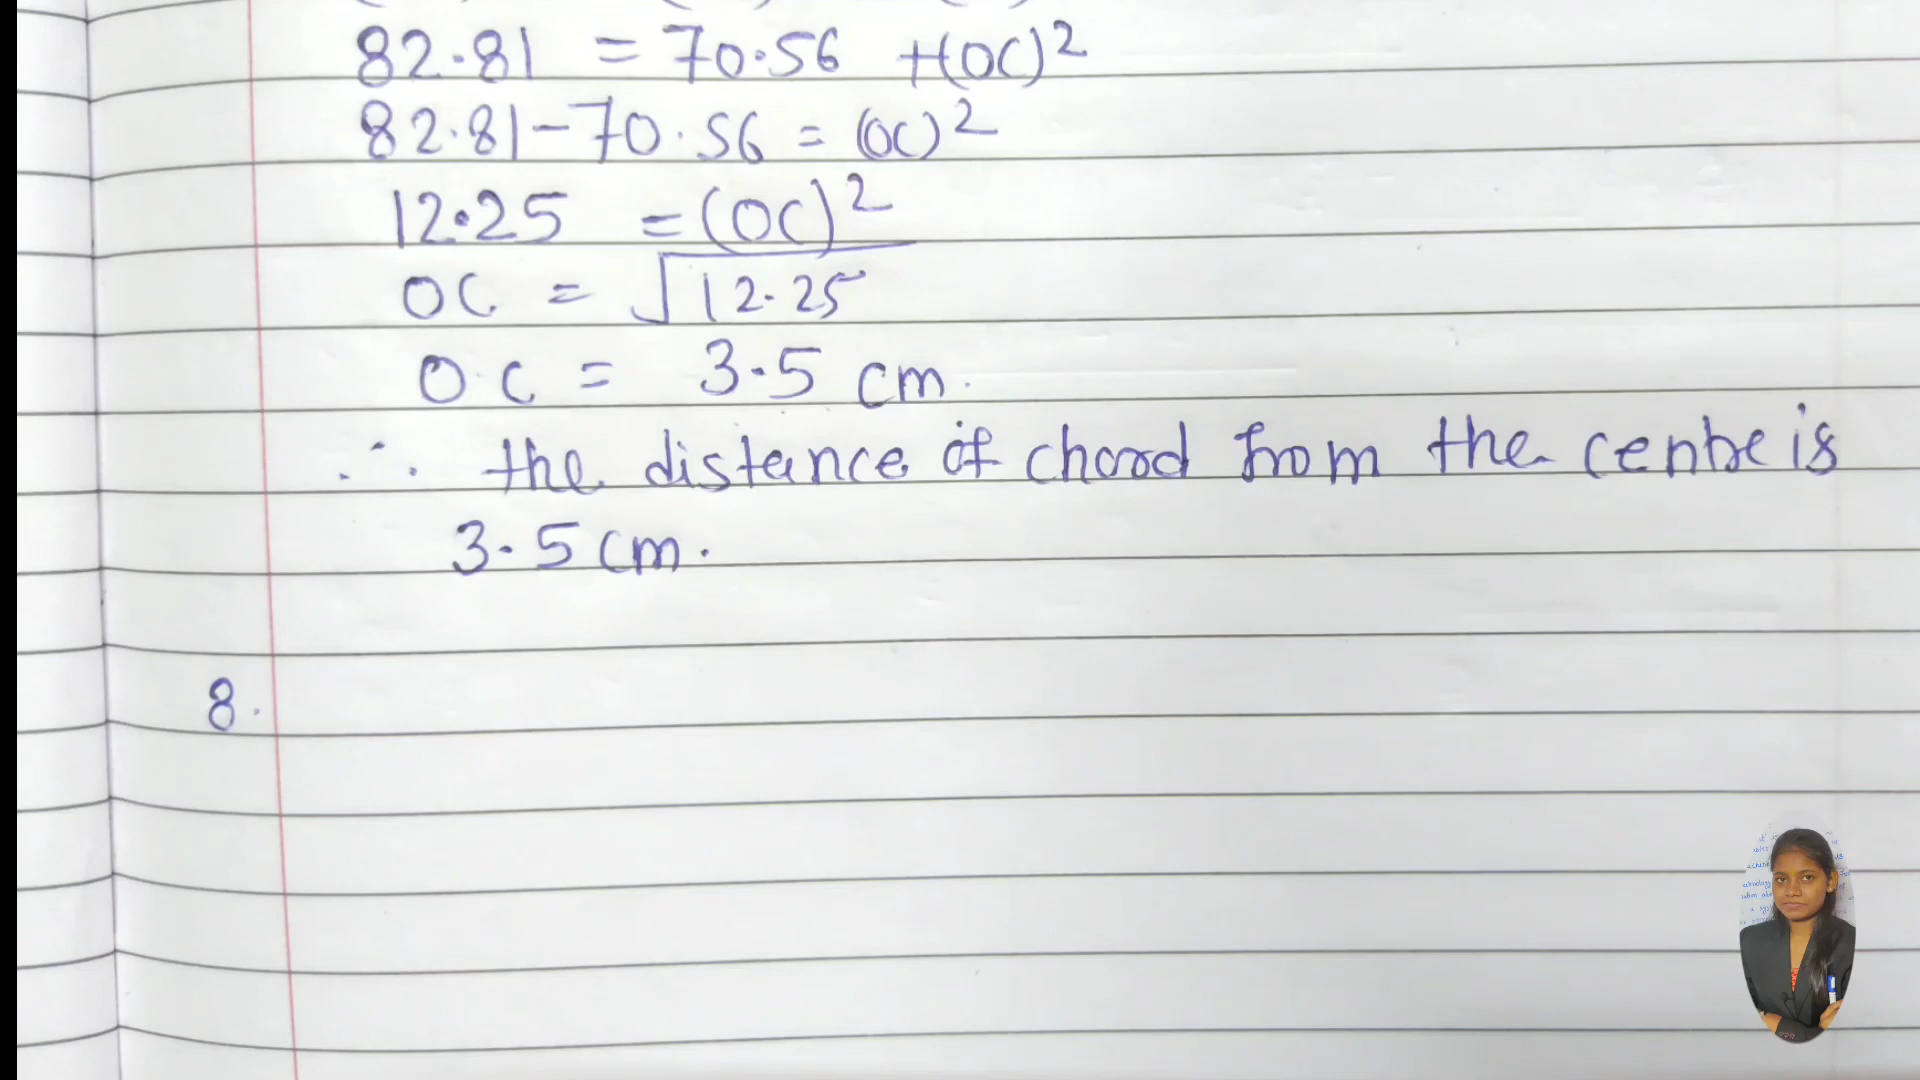 82.81 = 70.56 +(OC)²
82.81-70.56 = (OC)²
12.25 = (OC)²
OC = √12.25
O.C = 3.5 cm.
∴ the distance of chord from the centre is
3.5 cm.
8.